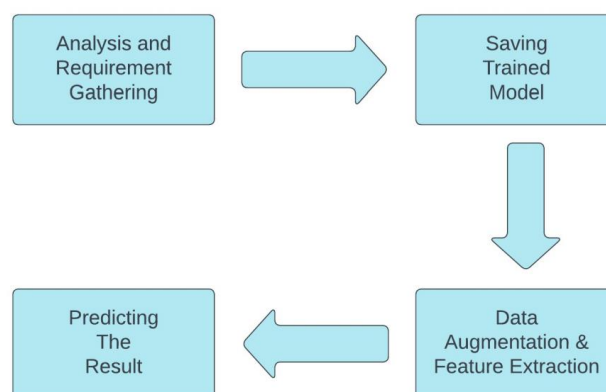 Analysis and
Requirement
Gathering
Saving
Trained
Model
Data
Augmentation &
Feature Extraction
Predicting
The
Result